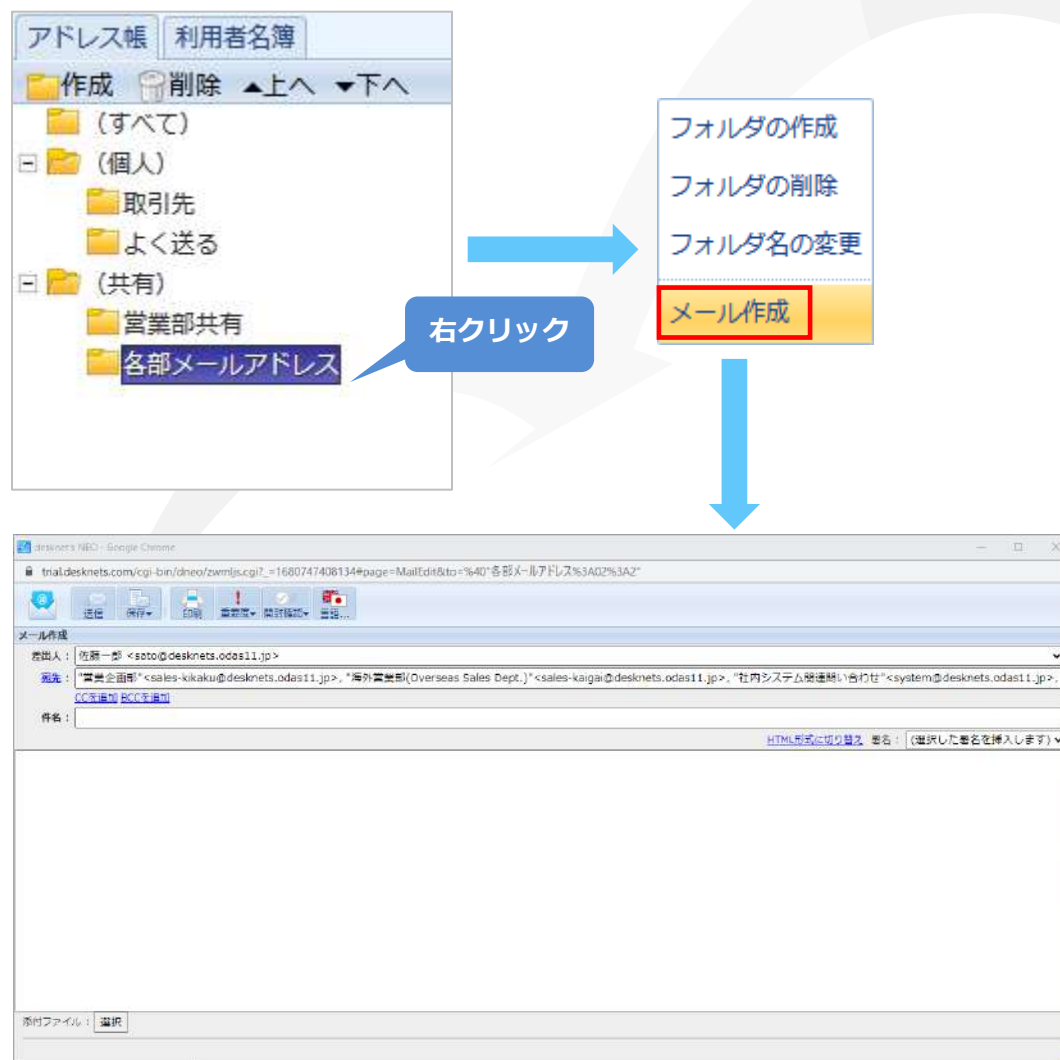 アドレス帳 利用者名簿
作成 削除 ▲上へ ▼下へ
(すべて)
(個人)
取引先
よく送る
(共有)
営業部共有
各部メールアドレス
右クリック
フォルダの作成
フォルダの削除
フォルダ名の変更
メール作成
desknet's NEO - Google Chrome
trial.desknets.com/cgi-bin/dneo/zwmljs.cgi?_=1680747408134#page=MailEdit&to=%40"各部メールアドレス%3A02%3A2"
送信 保存▾ 印刷 重要度▾ 開封確認▾ 言語...
メール作成
差出人： 佐藤一郎 <sato@desknets.odas11.jp>
宛先： "営業企画部"<sales-kikaku@desknets.odas11.jp>, "海外営業部(Overseas Sales Dept.)"<sales-kaigai@desknets.odas11.jp>, "社内システム関連問い合わせ"<system@desknets.odas11.jp>,
CCを追加 BCCを追加
件名：
HTML形式に切り替え 署名： (選択した署名を挿入します)
添付ファイル： 選択